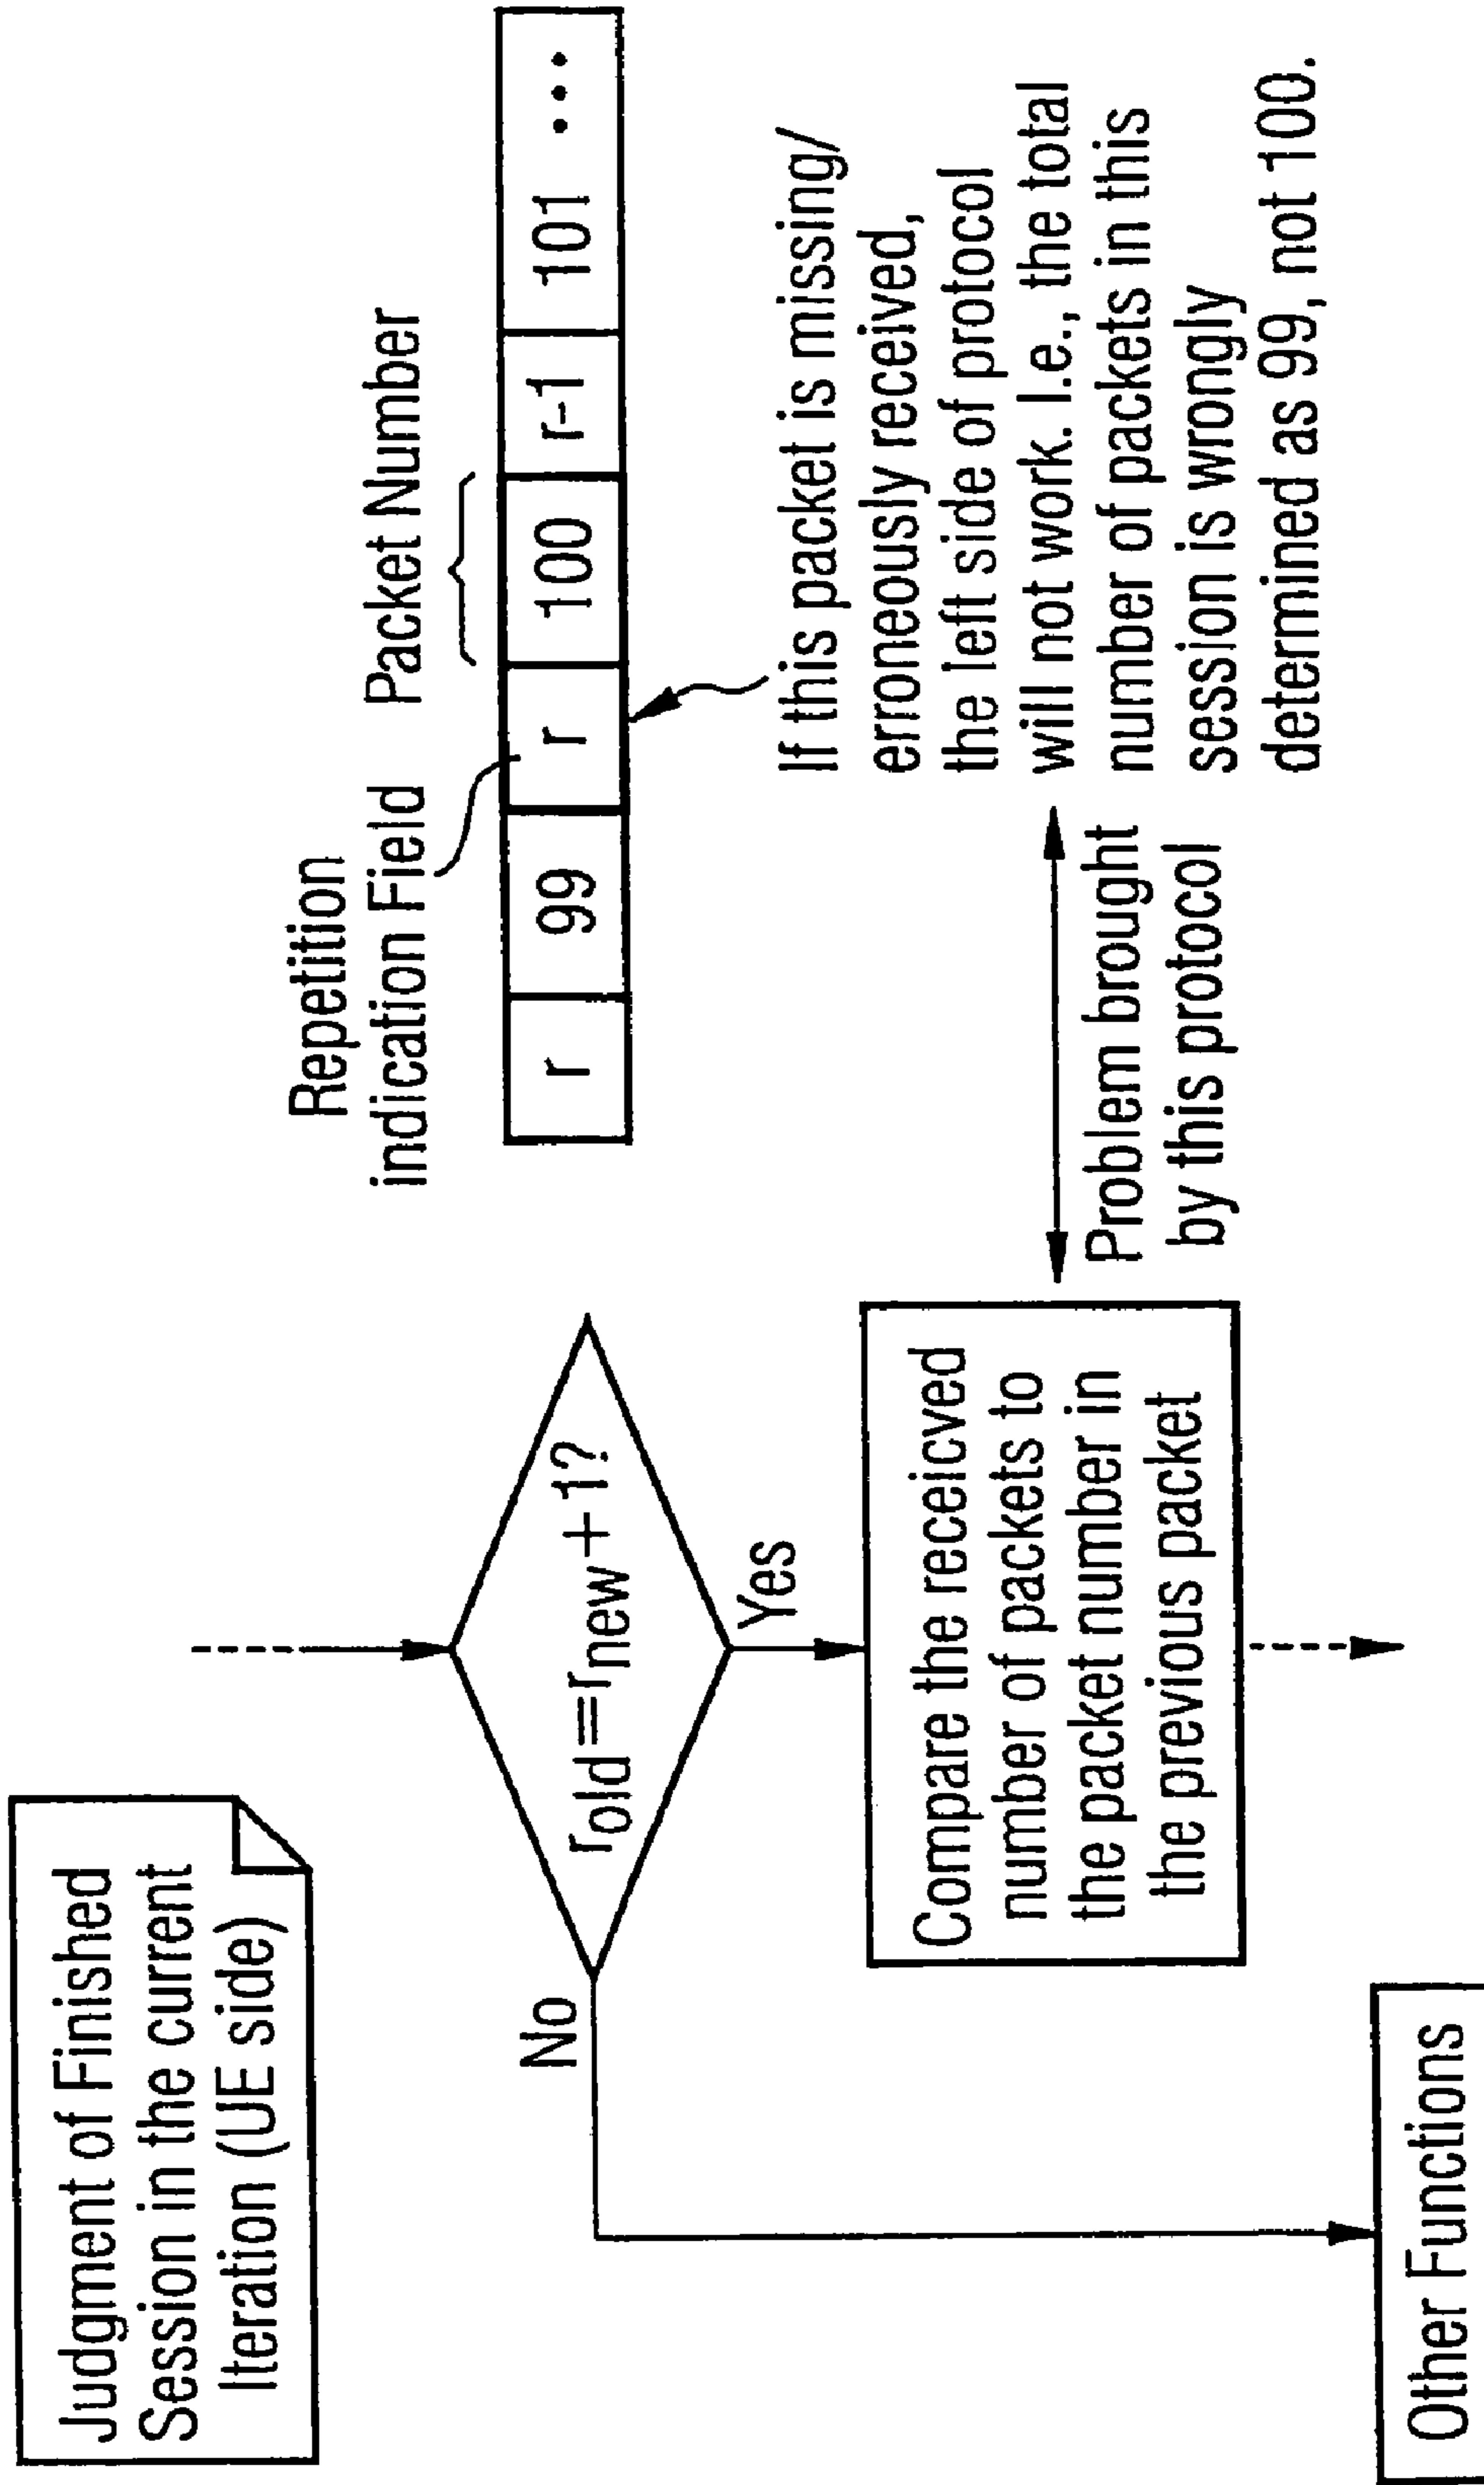 Judgment of Finished
Session in the current
Iteration (UE side)
r_old=r_new+1?
No
Yes
Compare the receicved
number of packets to
the packet number in
the previous packet
Other Functions
Repetition
indication Field
Packet Number
r 99 r 100 r-1 101 ...
If this packet is missing/
erroneously received,
the left side of protocol
will not work. I.e., the total
number of packets in this
session is wrongly
determined as 99, not 100.
Problem brought
by this protocol